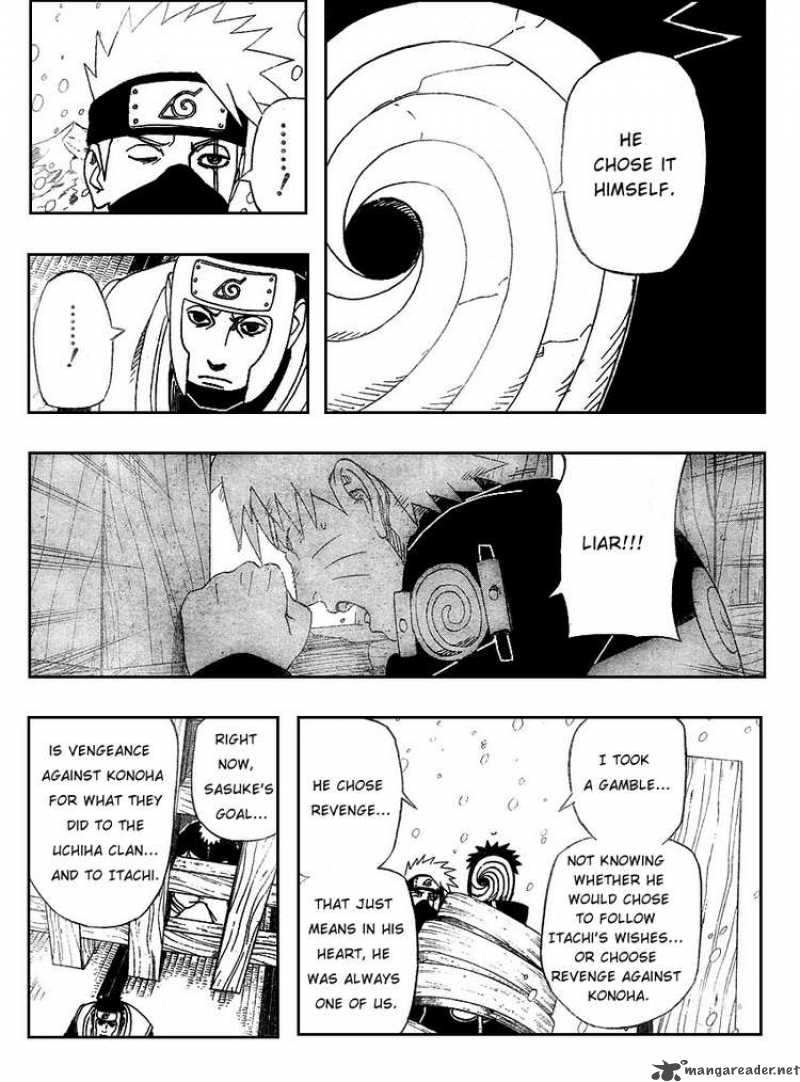 HE
CHOSE IT
HIMSELF.
......!
......!
LIAR!!!
I TOOK
A GAMBLE...
NOT KNOWING
WHETHER HE
WOULD CHOSE
TO FOLLOW
ITACHI'S WISHES...
OR CHOOSE
REVENGE AGAINST
KONOHA.
HE CHOSE
REVENGE...
THAT JUST
MEANS IN HIS
HEART, HE
WAS ALWAYS
ONE OF US.
RIGHT
NOW,
SASUKE'S
GOAL...
IS VENGEANCE
AGAINST KONOHA
FOR WHAT THEY
DID TO THE
UCHIHA CLAN...
AND TO ITACHI.
mangareader.net